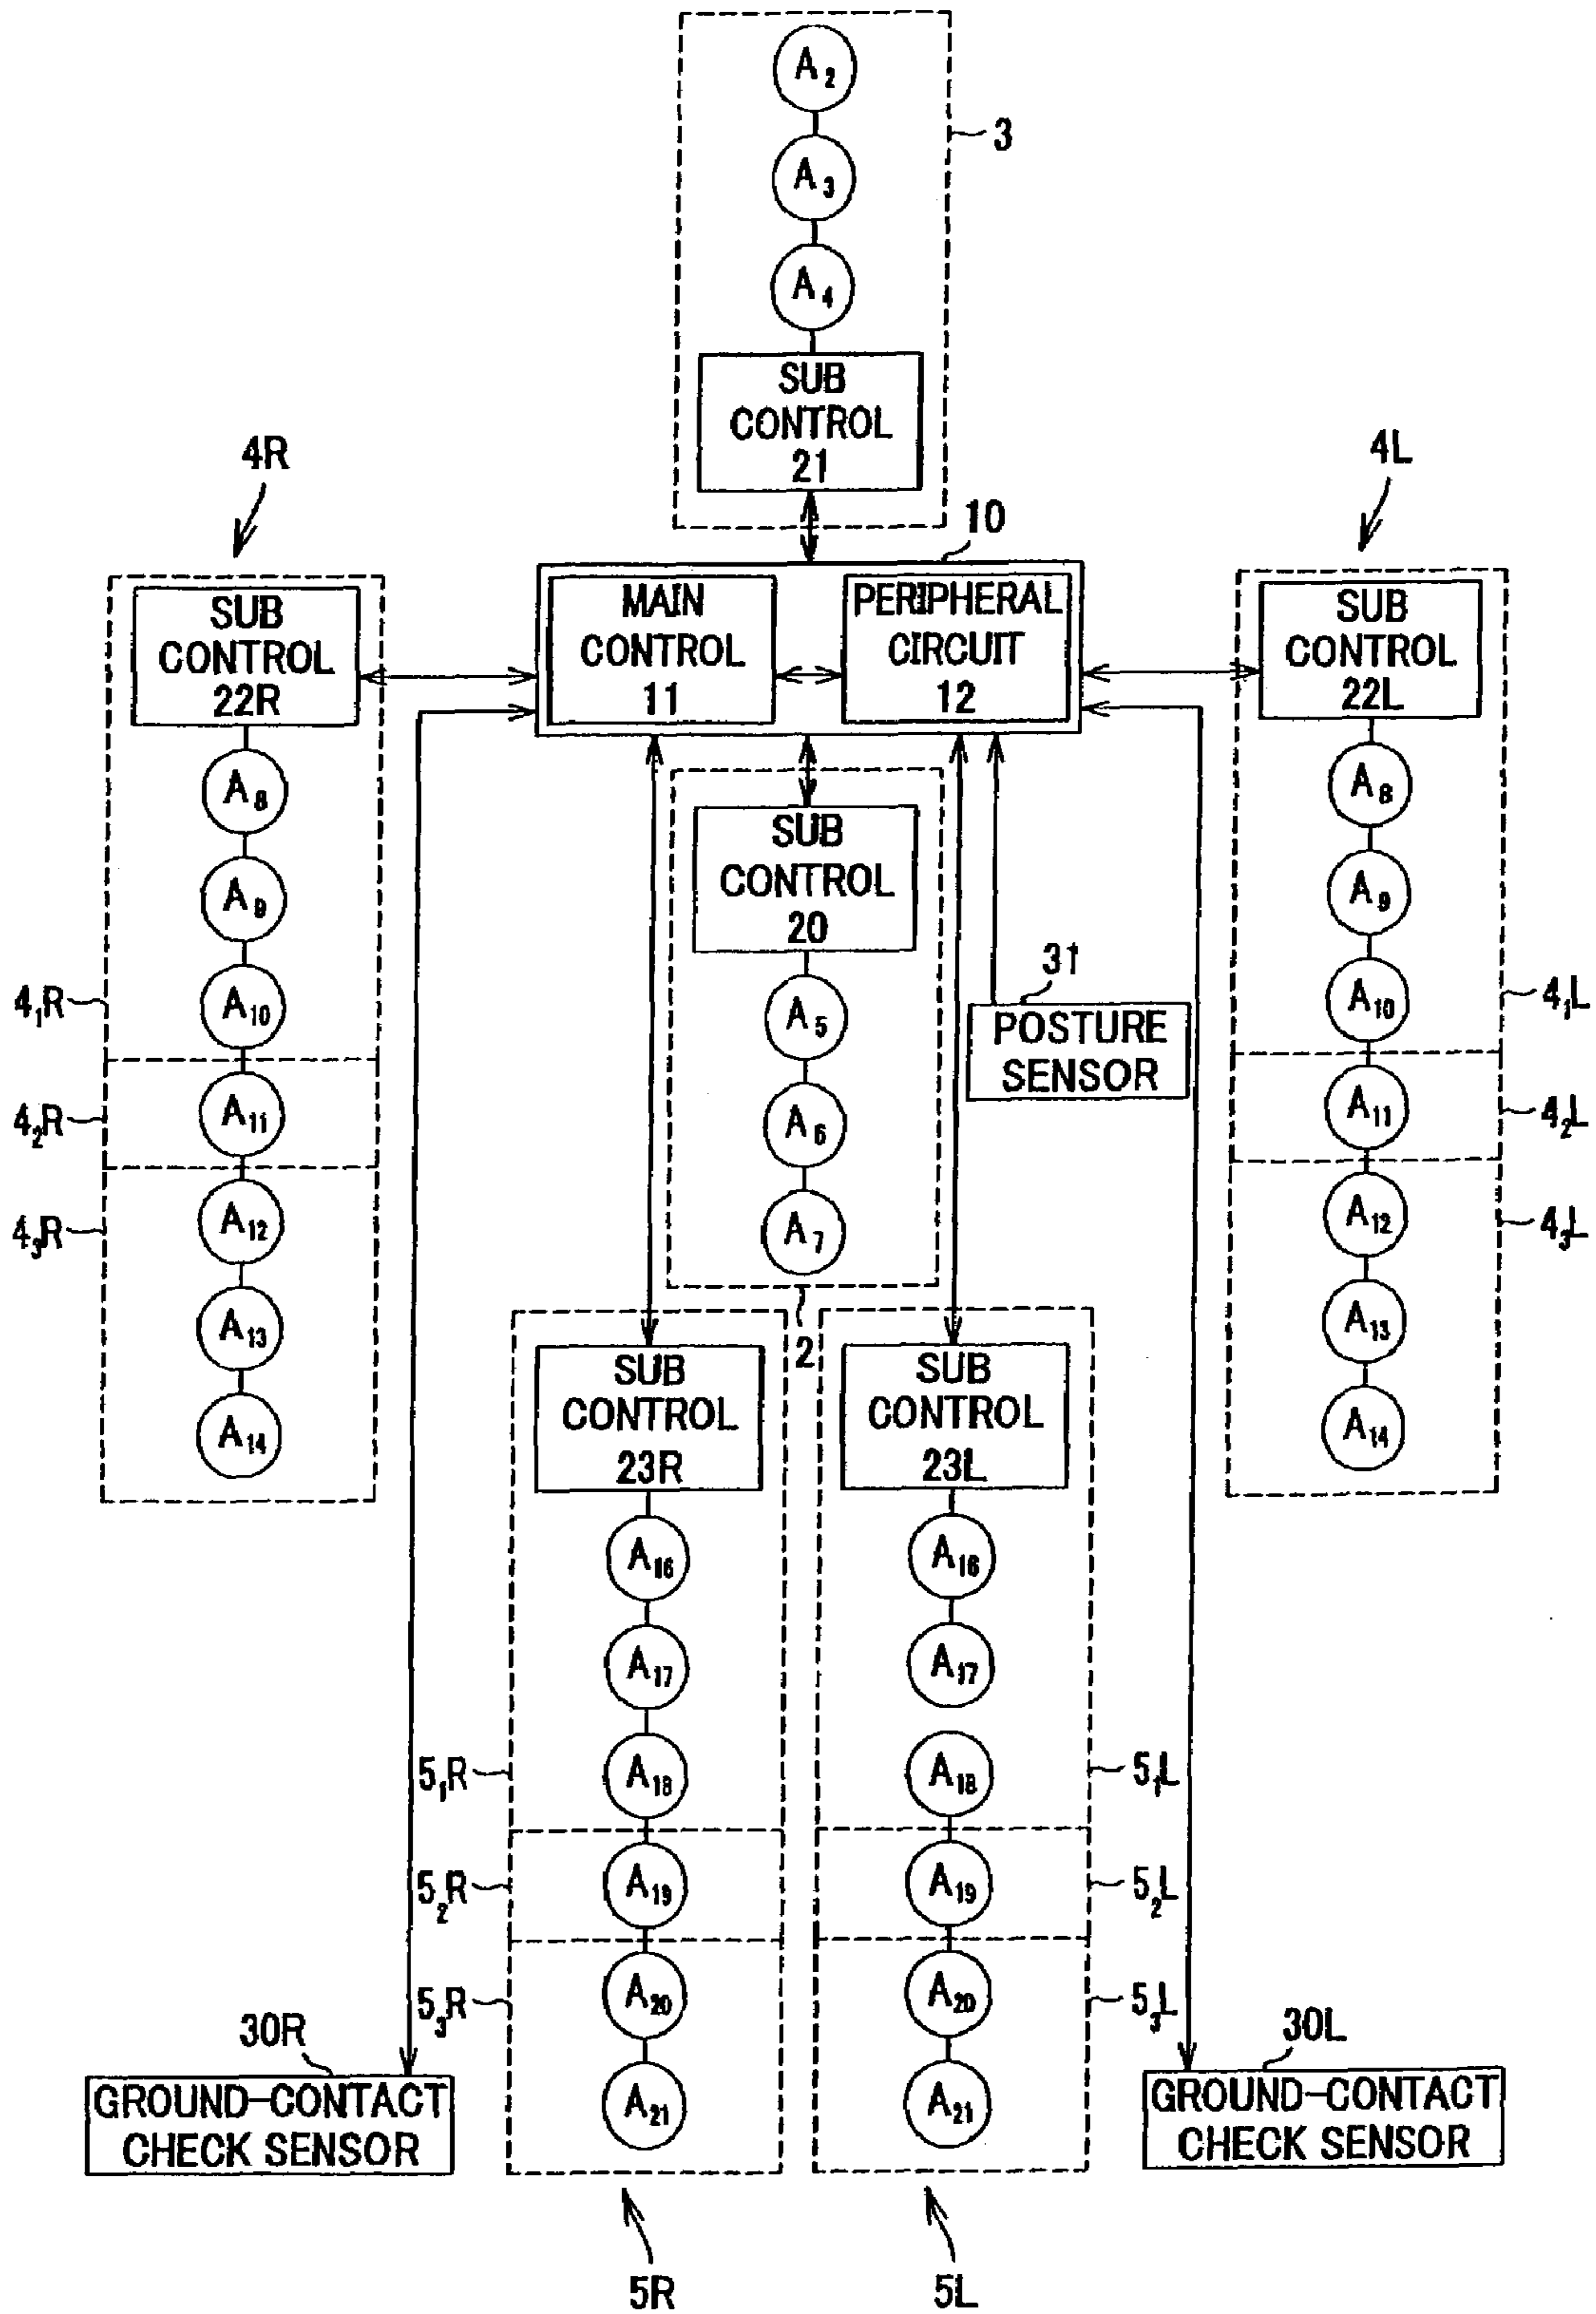 A2
A3
3
A4
SUB
CONTROL
21
4R
4L
10
SUB
CONTROL
22R
MAIN
CONTROL
11
PERIPHERAL
CIRCUIT
12
SUB
CONTROL
22L
A8
A9
A10
A11
A12
A13
A14
4₁R
4₂R
4₃R
SUB
CONTROL
20
A5
A6
A7
2
31
POSTURE
SENSOR
A8
A9
A10
A11
A12
A13
A14
4₁L
4₂L
4₃L
SUB
CONTROL
23R
A16
A17
A18
A19
A20
A21
5₁R
5₂R
5₃R
SUB
CONTROL
23L
A16
A17
A18
A19
A20
A21
5₁L
5₂L
5₃L
30R
GROUND-CONTACT
CHECK SENSOR
30L
GROUND-CONTACT
CHECK SENSOR
5R
5L